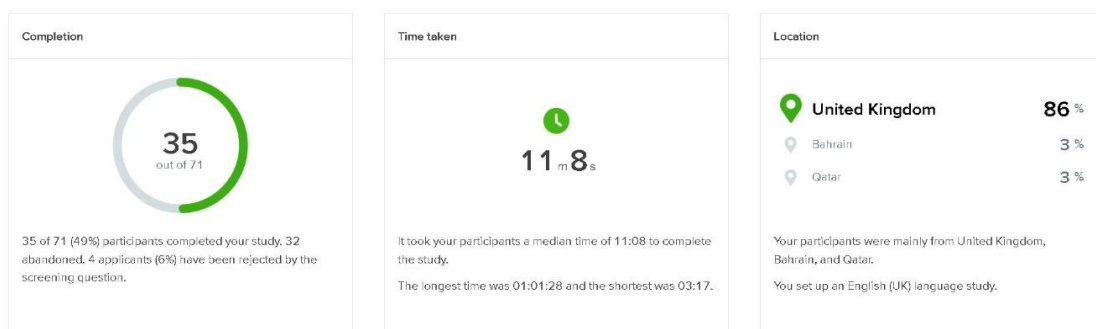 Completion
35
out of 71
35 of 71 (49%) participants completed your study. 32
abandoned. 4 applicants (6%) have been rejected by the
screening question.
Time taken
11 m 8 s
It took your participants a median time of 11:08 to complete
the study.
The longest time was 01:01:28 and the shortest was 03:17.
Location
United Kingdom 86 %
Bahrain 3 %
Qatar 3 %
Your participants were mainly from United Kingdom,
Bahrain, and Qatar.
You set up an English (UK) language study.